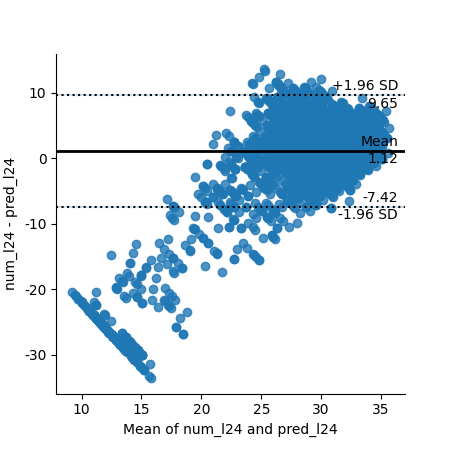 +1.96 SD
9.65
Mean
1.12
-7.42
-1.96 SD
10
0
-10
-20
-30
num_l24 - pred_l24
10 15 20 25 30 35
Mean of num_l24 and pred_l24